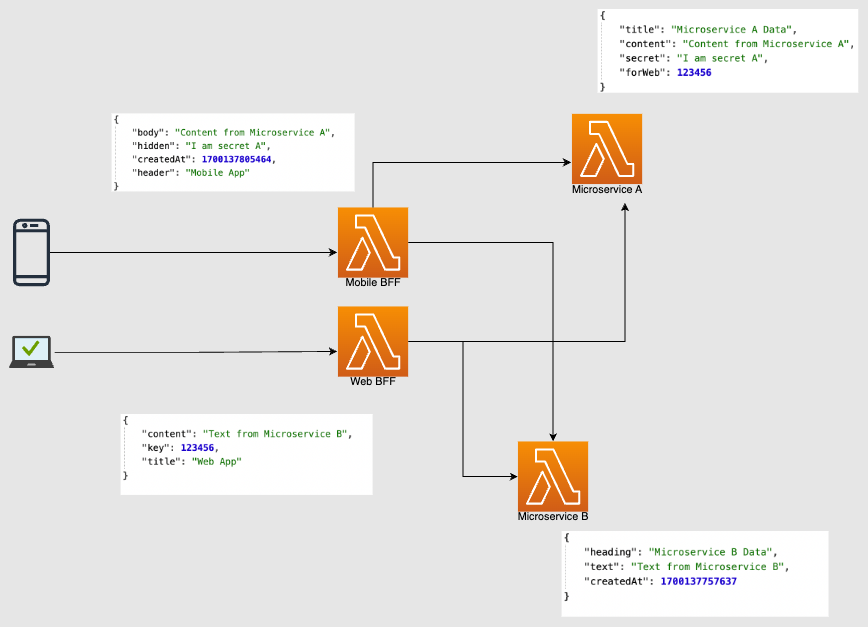 {
"title": "Microservice A Data",
"content": "Content from Microservice A",
"secret": "I am secret A",
"forWeb": 123456
}
{
"body": "Content from Microservice A",
"hidden": "I am secret A",
"createdAt": 1700137805464,
"header": "Mobile App"
}
Microservice A
Mobile BFF
Web BFF
{
"content": "Text from Microservice B",
"key": 123456,
"title": "Web App"
}
Microservice B
{
"heading": "Microservice B Data",
"text": "Text from Microservice B",
"createdAt": 1700137757637
}